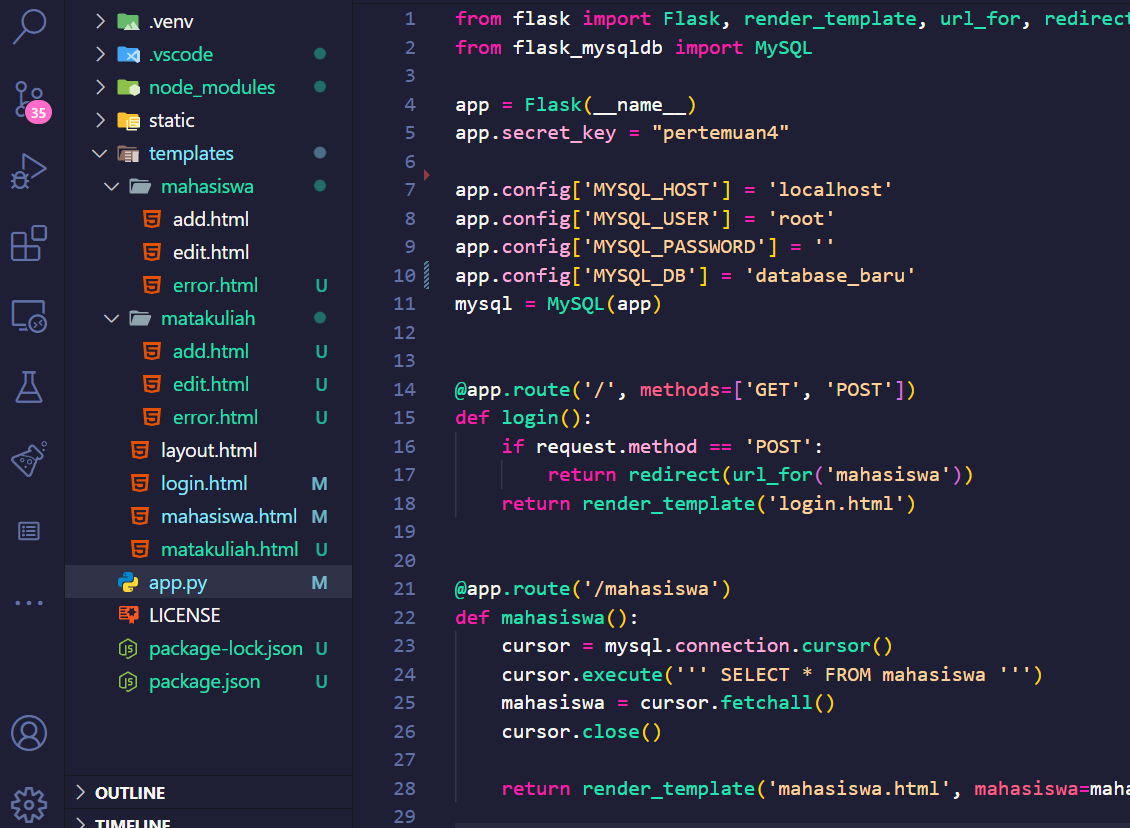 .venv
.vscode
node_modules
static
templates
mahasiswa
add.html
edit.html
error.html U
matakuliah
add.html U
edit.html U
error.html U
layout.html
login.html M
mahasiswa.html M
matakuliah.html U
app.py M
LICENSE
package-lock.json U
package.json U
OUTLINE
TIMELINE
35
1 from flask import Flask, render_template, url_for, redirect
2 from flask_mysqldb import MySQL
3
4 app = Flask(__name__)
5 app.secret_key = "pertemuan4"
6
7 app.config['MYSQL_HOST'] = 'localhost'
8 app.config['MYSQL_USER'] = 'root'
9 app.config['MYSQL_PASSWORD'] = ''
10 app.config['MYSQL_DB'] = 'database_baru'
11 mysql = MySQL(app)
12
13
14 @app.route('/', methods=['GET', 'POST'])
15 def login():
16     if request.method == 'POST':
17         return redirect(url_for('mahasiswa'))
18     return render_template('login.html')
19
20
21 @app.route('/mahasiswa')
22 def mahasiswa():
23     cursor = mysql.connection.cursor()
24     cursor.execute(''' SELECT * FROM mahasiswa ''')
25     mahasiswa = cursor.fetchall()
26     cursor.close()
27
28     return render_template('mahasiswa.html', mahasiswa=maha
29